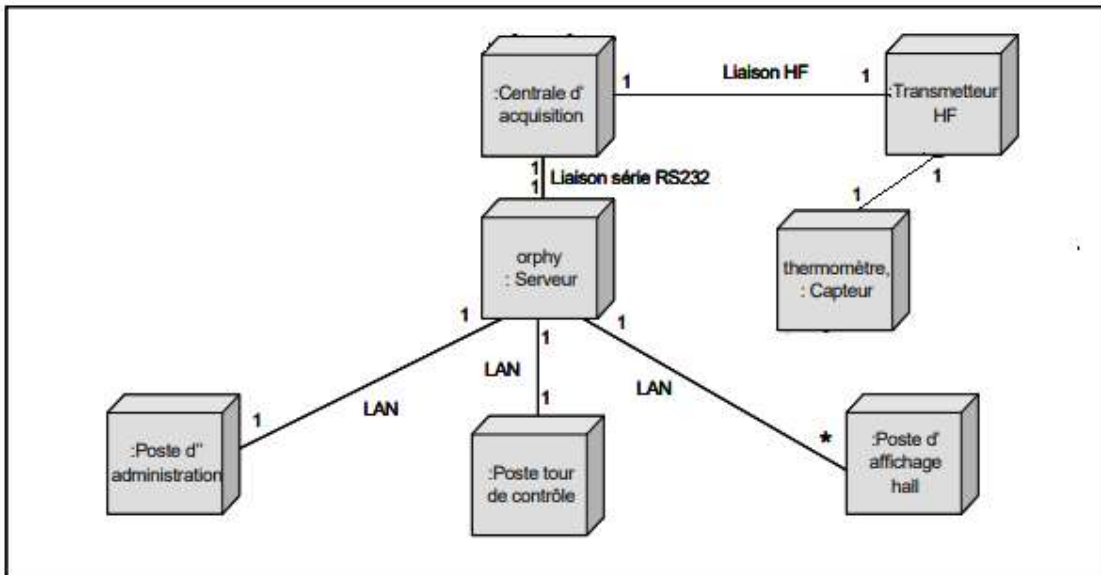 :Centrale d'
acquisition
1
Liaison HF
1
:Transmetteur
HF
1
1
Liaison série RS232
1
1
thermomètre,
: Capteur
orphy
: Serveur
1
1
1
LAN
LAN
LAN
1
1
*
:Poste d''
administration
:Poste tour
de contrôle
:Poste d'
affichage
hall